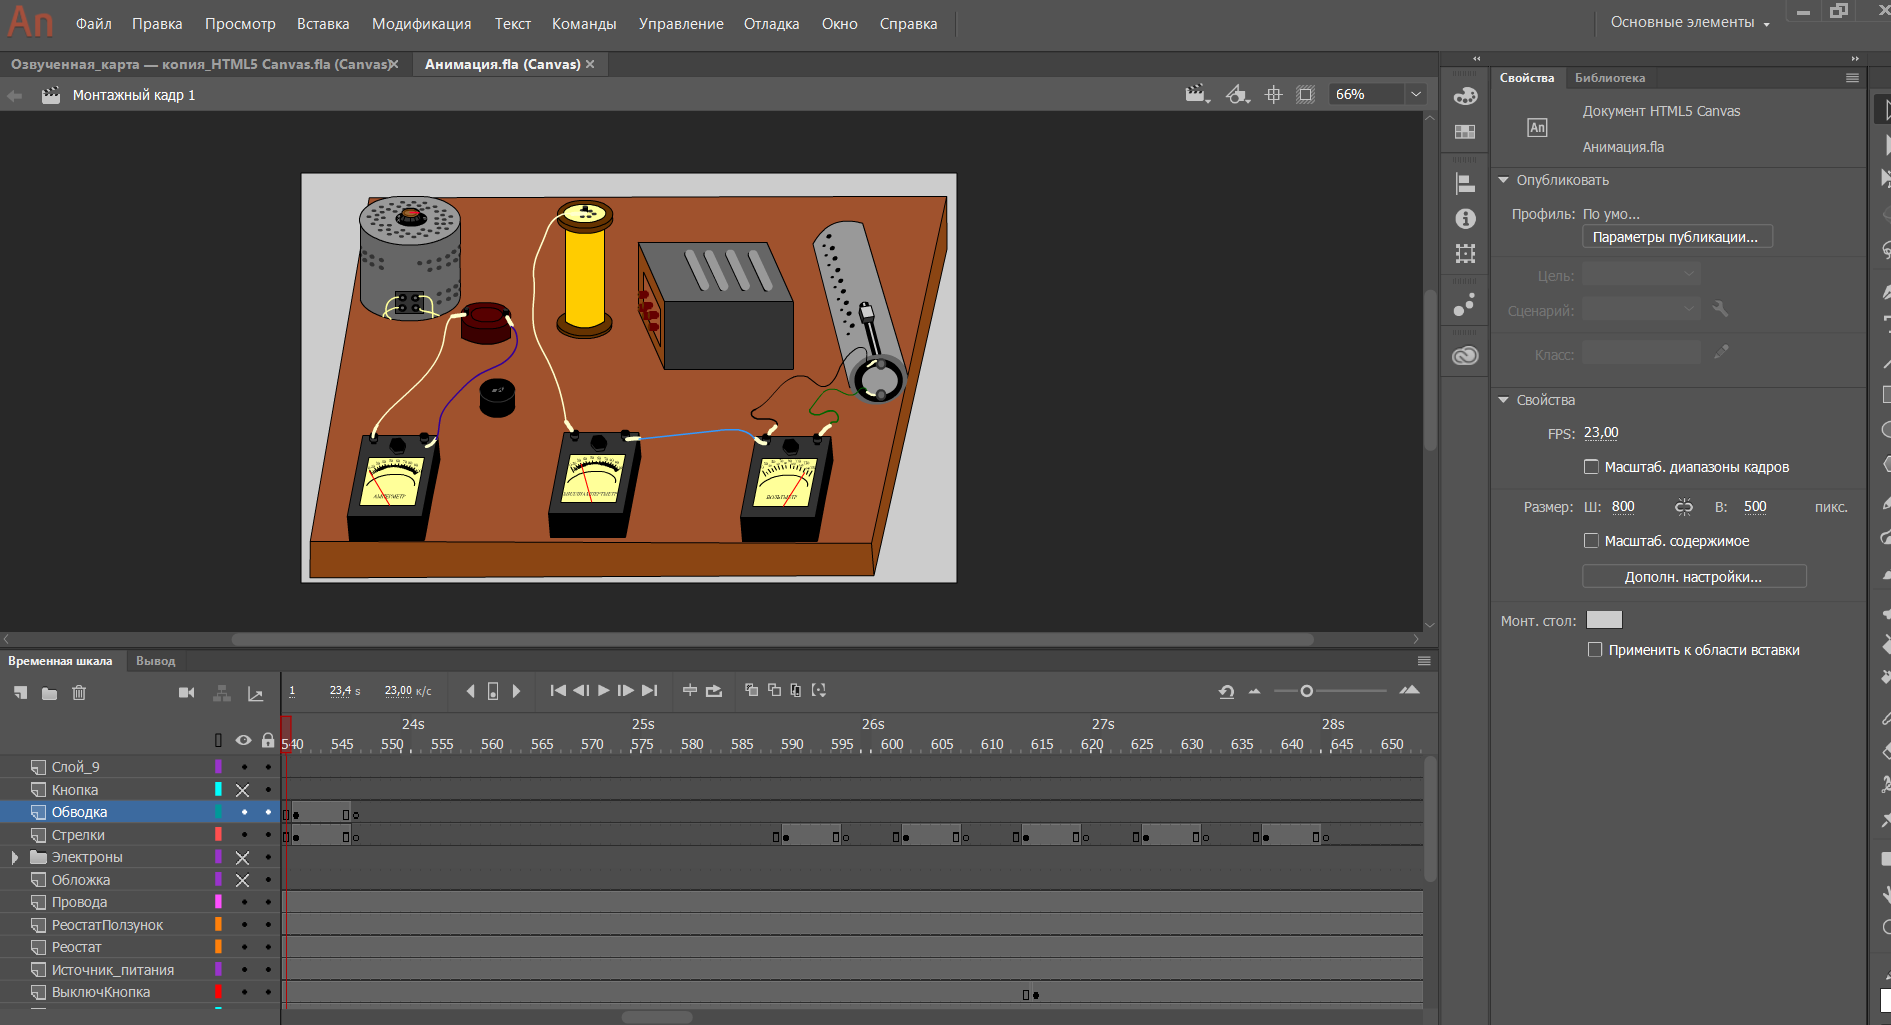 An Файл Правка Просмотр Вставка Модификация Текст Команды Управление Отладка Окно Справка
Основные элементы
Озвученная_карта — копия_HTML5 Canvas.fla (Canvas)
Анимация.fla (Canvas)
Монтажный кадр 1
66%
АМПЕРМЕТР
ВОЛЬТМЕТР
Свойства Библиотека
An
Документ HTML5 Canvas
Анимация.fla
Опубликовать
Профиль: По умо...
Параметры публикации...
Цель:
Сценарий:
Класс:
Свойства
FPS: 23,00
Масштаб. диапазоны кадров
Размер: Ш: 800 В: 500 пикс.
Масштаб. содержимое
Дополн. настройки...
Монт. стол:
Применить к области вставки
Временная шкала Вывод
1 23,4 s 23,00 к/с
24s 25s 26s 27s 28s
540 545 550 555 560 565 570 575 580 585 590 595 600 605 610 615 620 625 630 635 640 645 650
Слой_9
Кнопка
Обводка
Стрелки
Электроны
Обложка
Провода
РеостатПолзунок
Реостат
Источник_питания
ВыключКнопка